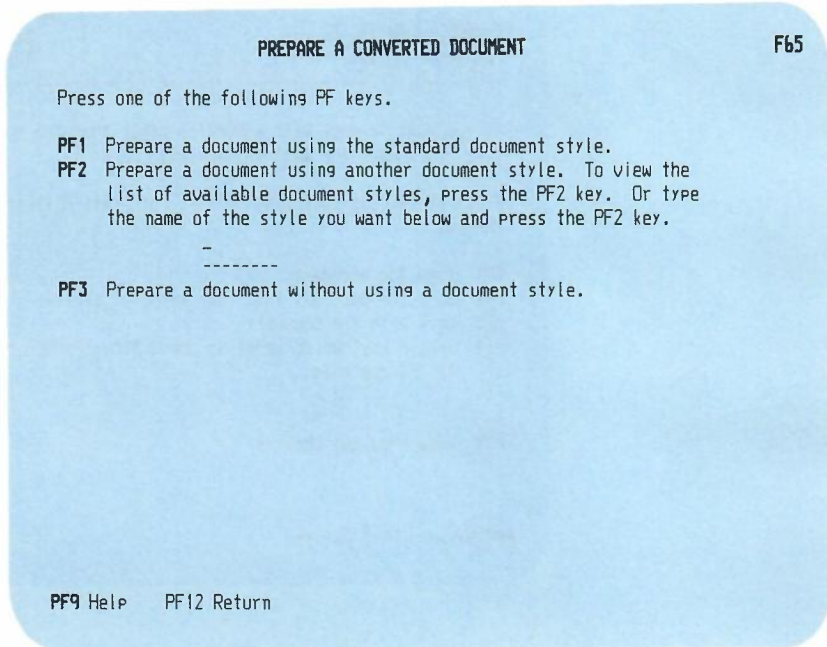 PREPARE A CONVERTED DOCUMENT F65
Press one of the following PF keys.
PF1 Prepare a document using the standard document style.
PF2 Prepare a document using another document style. To view the
list of available document styles, press the PF2 key. Or type
the name of the style you want below and press the PF2 key.
_
--------
PF3 Prepare a document without using a document style.
PF9 Help PF12 Return